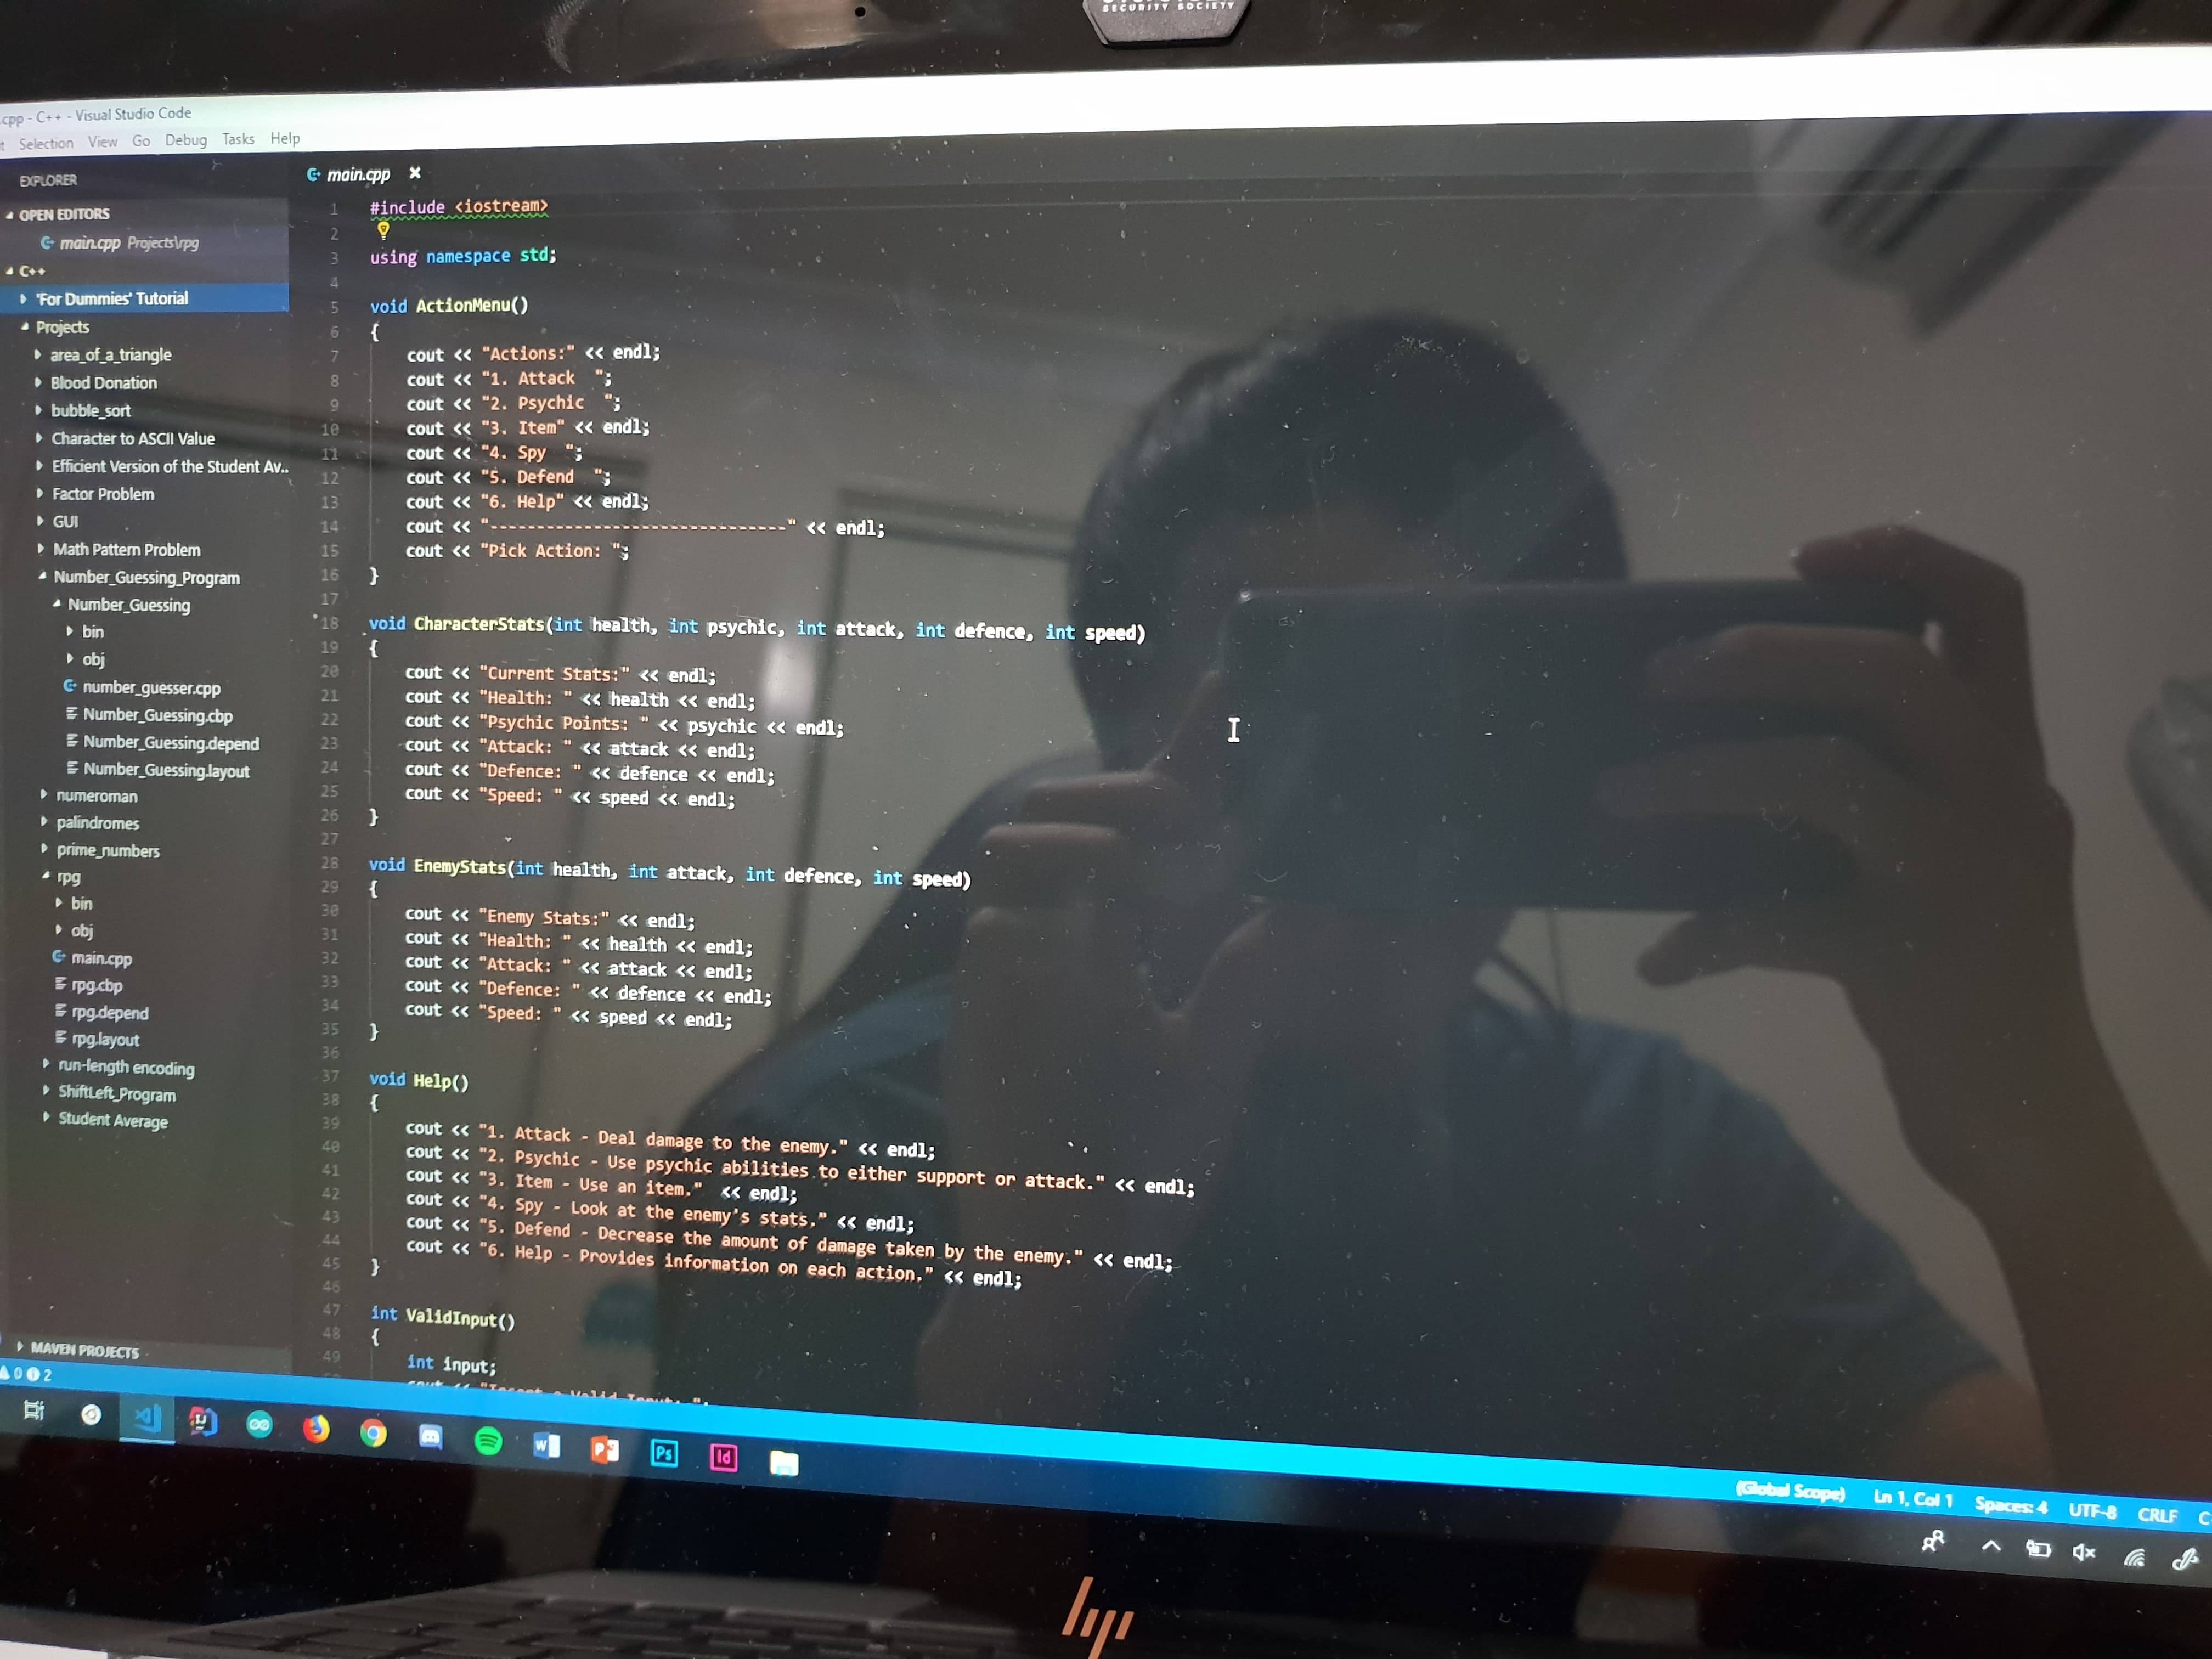 SECURITY SOCIETY
.cpp - C++ - Visual Studio Code
Selection View Go Debug Tasks Help
EXPLORER
OPEN EDITORS
main.cpp Projects\rpg
C++
'For Dummies' Tutorial
Projects
area_of_a_triangle
Blood Donation
bubble_sort
Character to ASCII Value
Efficient Version of the Student Av..
Factor Problem
GUI
Math Pattern Problem
Number_Guessing_Program
Number_Guessing
bin
obj
number_guesser.cpp
Number_Guessing.cbp
Number_Guessing.depend
Number_Guessing.layout
numeroman
palindromes
prime_numbers
rpg
bin
obj
main.cpp
rpg.cbp
rpg.depend
rpg.layout
run-length encoding
ShiftLeft_Program
Student Average
MAVEN PROJECTS
0 2
main.cpp
1 #include <iostream>
2
3 using namespace std;
4
5 void ActionMenu()
6 {
7 cout << "Actions:" << endl;
8 cout << "1. Attack  ";
9 cout << "2. Psychic  ";
10 cout << "3. Item" << endl;
11 cout << "4. Spy  ";
12 cout << "5. Defend  ";
13 cout << "6. Help" << endl;
14 cout << "--------------------------------" << endl;
15 cout << "Pick Action: ";
16 }
17
18 void CharacterStats(int health, int psychic, int attack, int defence, int speed)
19 {
20 cout << "Current Stats:" << endl;
21 cout << "Health: " << health << endl;
22 cout << "Psychic Points: " << psychic << endl;
23 cout << "Attack: " << attack << endl;
24 cout << "Defence: " << defence << endl;
25 cout << "Speed: " << speed << endl;
26 }
27
28 void EnemyStats(int health, int attack, int defence, int speed)
29 {
30 cout << "Enemy Stats:" << endl;
31 cout << "Health: " << health << endl;
32 cout << "Attack: " << attack << endl;
33 cout << "Defence: " << defence << endl;
34 cout << "Speed: " << speed << endl;
35 }
36
37 void Help()
38 {
39 cout << "1. Attack - Deal damage to the enemy." << endl;
40 cout << "2. Psychic - Use psychic abilities to either support or attack." << endl;
41 cout << "3. Item - Use an item."  << endl;
42 cout << "4. Spy - Look at the enemy's stats." << endl;
43 cout << "5. Defend - Decrease the amount of damage taken by the enemy." << endl;
44 cout << "6. Help - Provides information on each action." << endl;
45 }
46
47 int ValidInput()
48 {
49 int input;
cout << "Insert a Valid Input: ";
(Global Scope) Ln 1, Col 1 Spaces: 4 UTF-8 CRLF C
W P Ps Id
hp